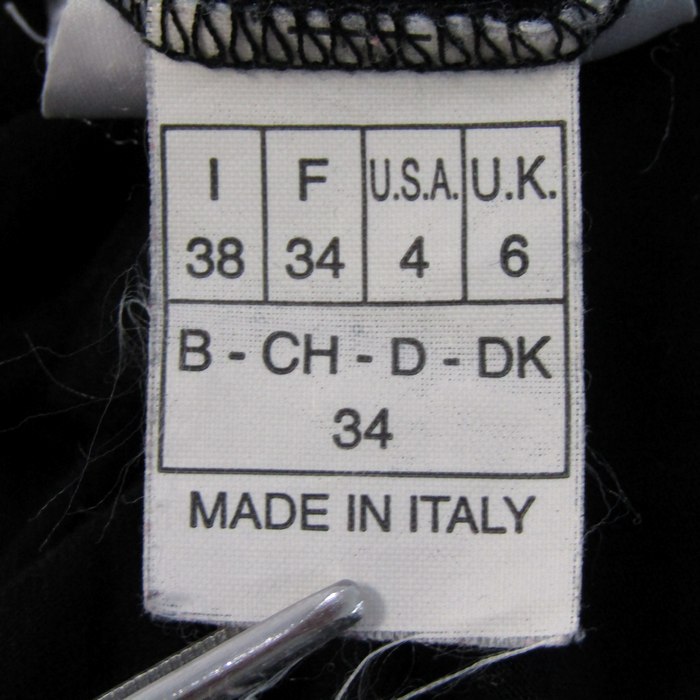 I F U.S.A. U.K.
38 34 4 6
B - CH - D - DK
34
MADE IN ITALY